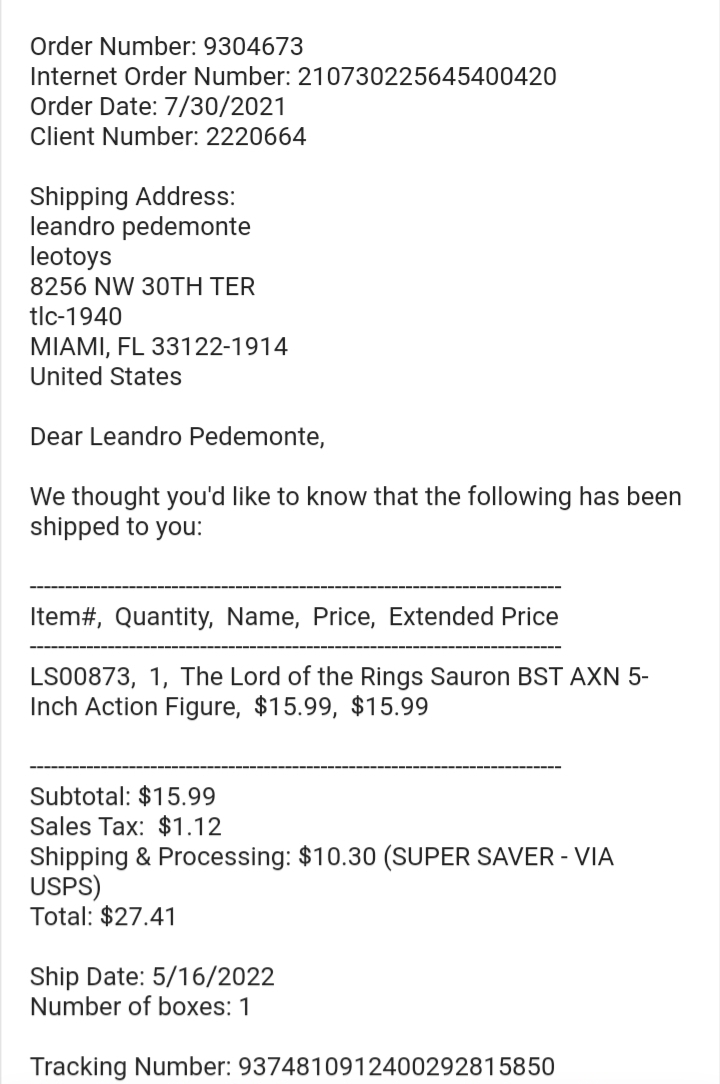 Order Number: 9304673
Internet Order Number: 210730225645400420
Order Date: 7/30/2021
Client Number: 2220664
Shipping Address:
leandro pedemonte
leotoys
8256 NW 30TH TER
tlc-1940
MIAMI, FL 33122-1914
United States
Dear Leandro Pedemonte,
We thought you'd like to know that the following has been
shipped to you:
---------------------------------------------------------------------------
Item#,  Quantity,  Name,  Price,  Extended Price
---------------------------------------------------------------------------
LS00873,  1,  The Lord of the Rings Sauron BST AXN 5-
Inch Action Figure,  $15.99,  $15.99
---------------------------------------------------------------------------
Subtotal: $15.99
Sales Tax:  $1.12
Shipping & Processing: $10.30 (SUPER SAVER - VIA
USPS)
Total: $27.41
Ship Date: 5/16/2022
Number of boxes: 1
Tracking Number: 9374810912400292815850